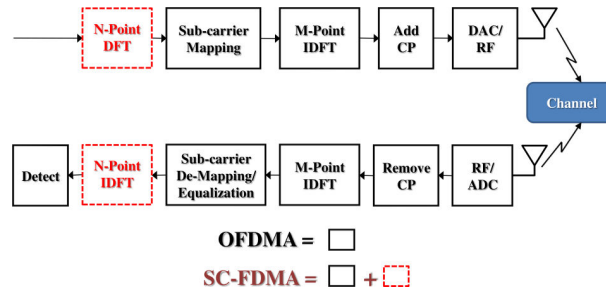 N-Point
DFT
Sub-carrier
Mapping
M-Point
IDFT
Add
CP
DAC/
RF
Channel
Detect
N-Point
IDFT
Sub-carrier
De-Mapping/
Equalization
M-Point
IDFT
Remove
CP
RF/
ADC
OFDMA =
SC-FDMA = +